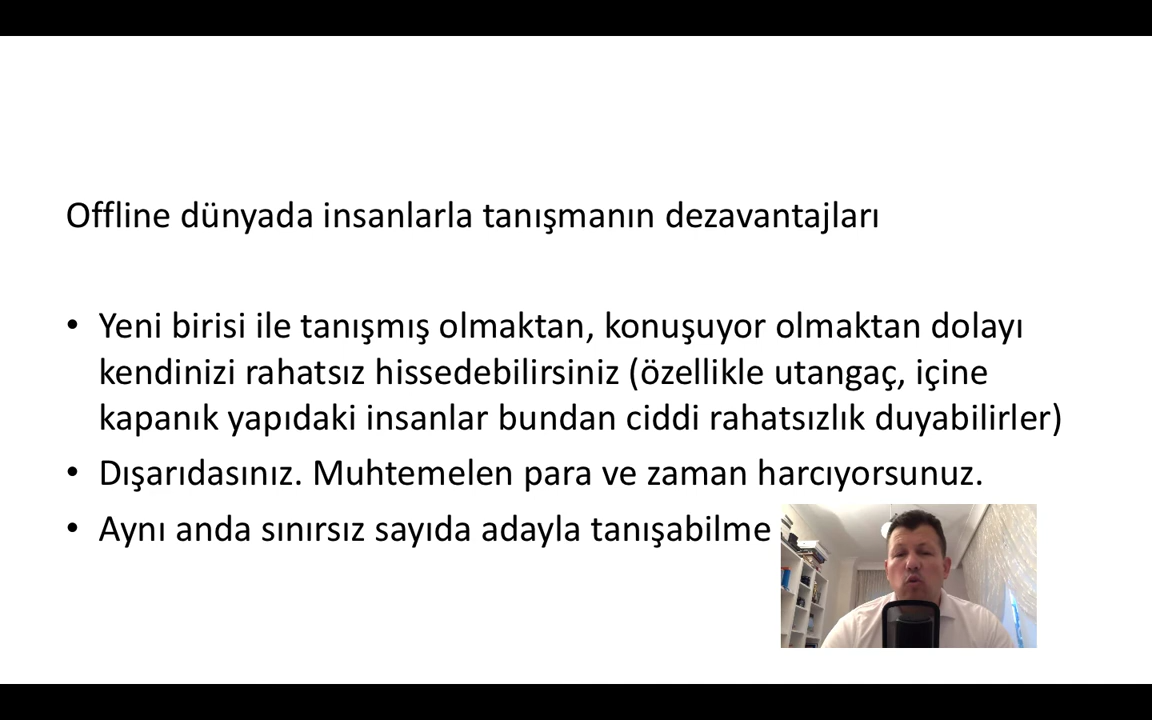 Offline dünyada insanlarla tanışmanın dezavantajları
• Yeni birisi ile tanışmış olmaktan, konuşuyor olmaktan dolayı
kendinizi rahatsız hissedebilirsiniz (özellikle utangaç, içine
kapanık yapıdaki insanlar bundan ciddi rahatsızlık duyabilirler)
• Dışarıdasınız. Muhtemelen para ve zaman harcıyorsunuz.
• Aynı anda sınırsız sayıda adayla tanışabilme